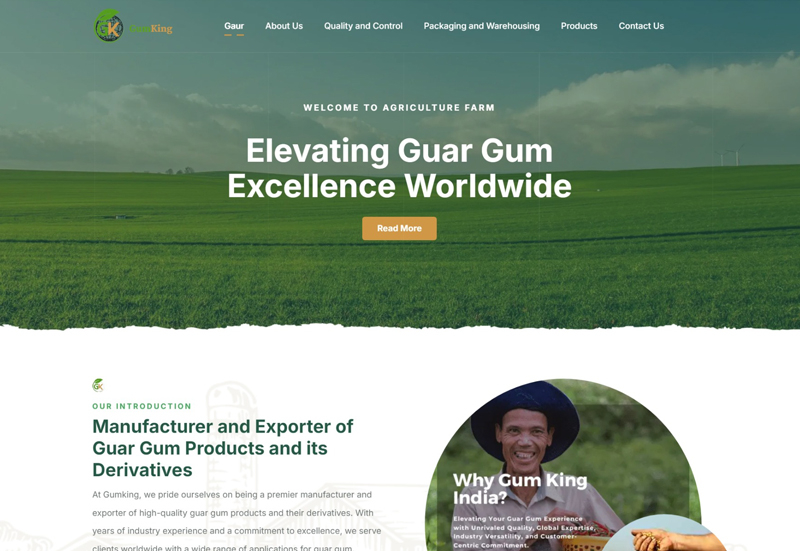 GK GumKing
Gaur About Us Quality and Control Packaging and Warehousing Products Contact Us
WELCOME TO AGRICULTURE FARM
Elevating Guar Gum
Excellence Worldwide
Read More
GK
OUR INTRODUCTION
Manufacturer and Exporter of
Guar Gum Products and its
Derivatives
At Gumking, we pride ourselves on being a premier manufacturer and
exporter of high-quality guar gum products and their derivatives. With
years of industry experience and a commitment to excellence, we serve
clients worldwide with a wide range of applications for guar gum.
Why Gum King
India?
Elevating Your Guar Gum Experience
with Unrivaled Quality, Global Expertise,
Industry Versatility, and Customer-
Centric Commitment.